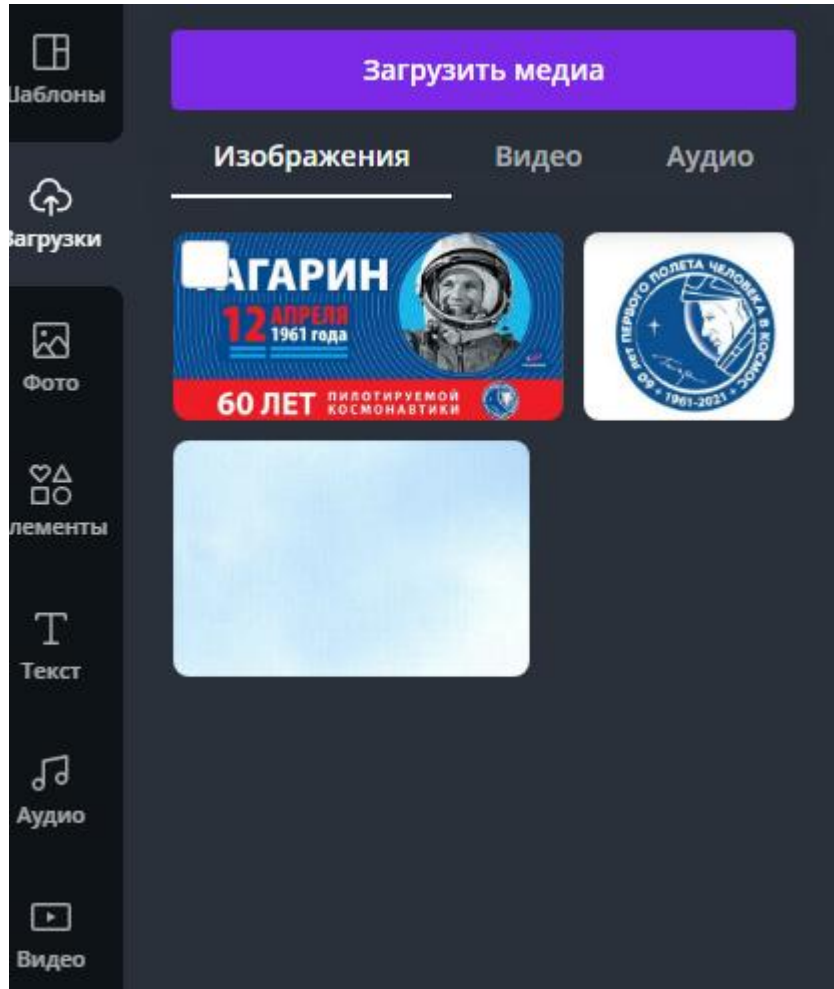 Шаблоны
Загрузки
Фото
лементы
Текст
Аудио
Видео
Загрузить медиа
Изображения Видео Аудио
АГАРИН
12 АПРЕЛЯ
1961 года
60 ЛЕТ ПИЛОТИРУЕМОЙ
КОСМОНАВТИКИ
60 лет ПЕРВОГО ПОЛЕТА ЧЕЛОВЕКА В КОСМОС
1961-2021